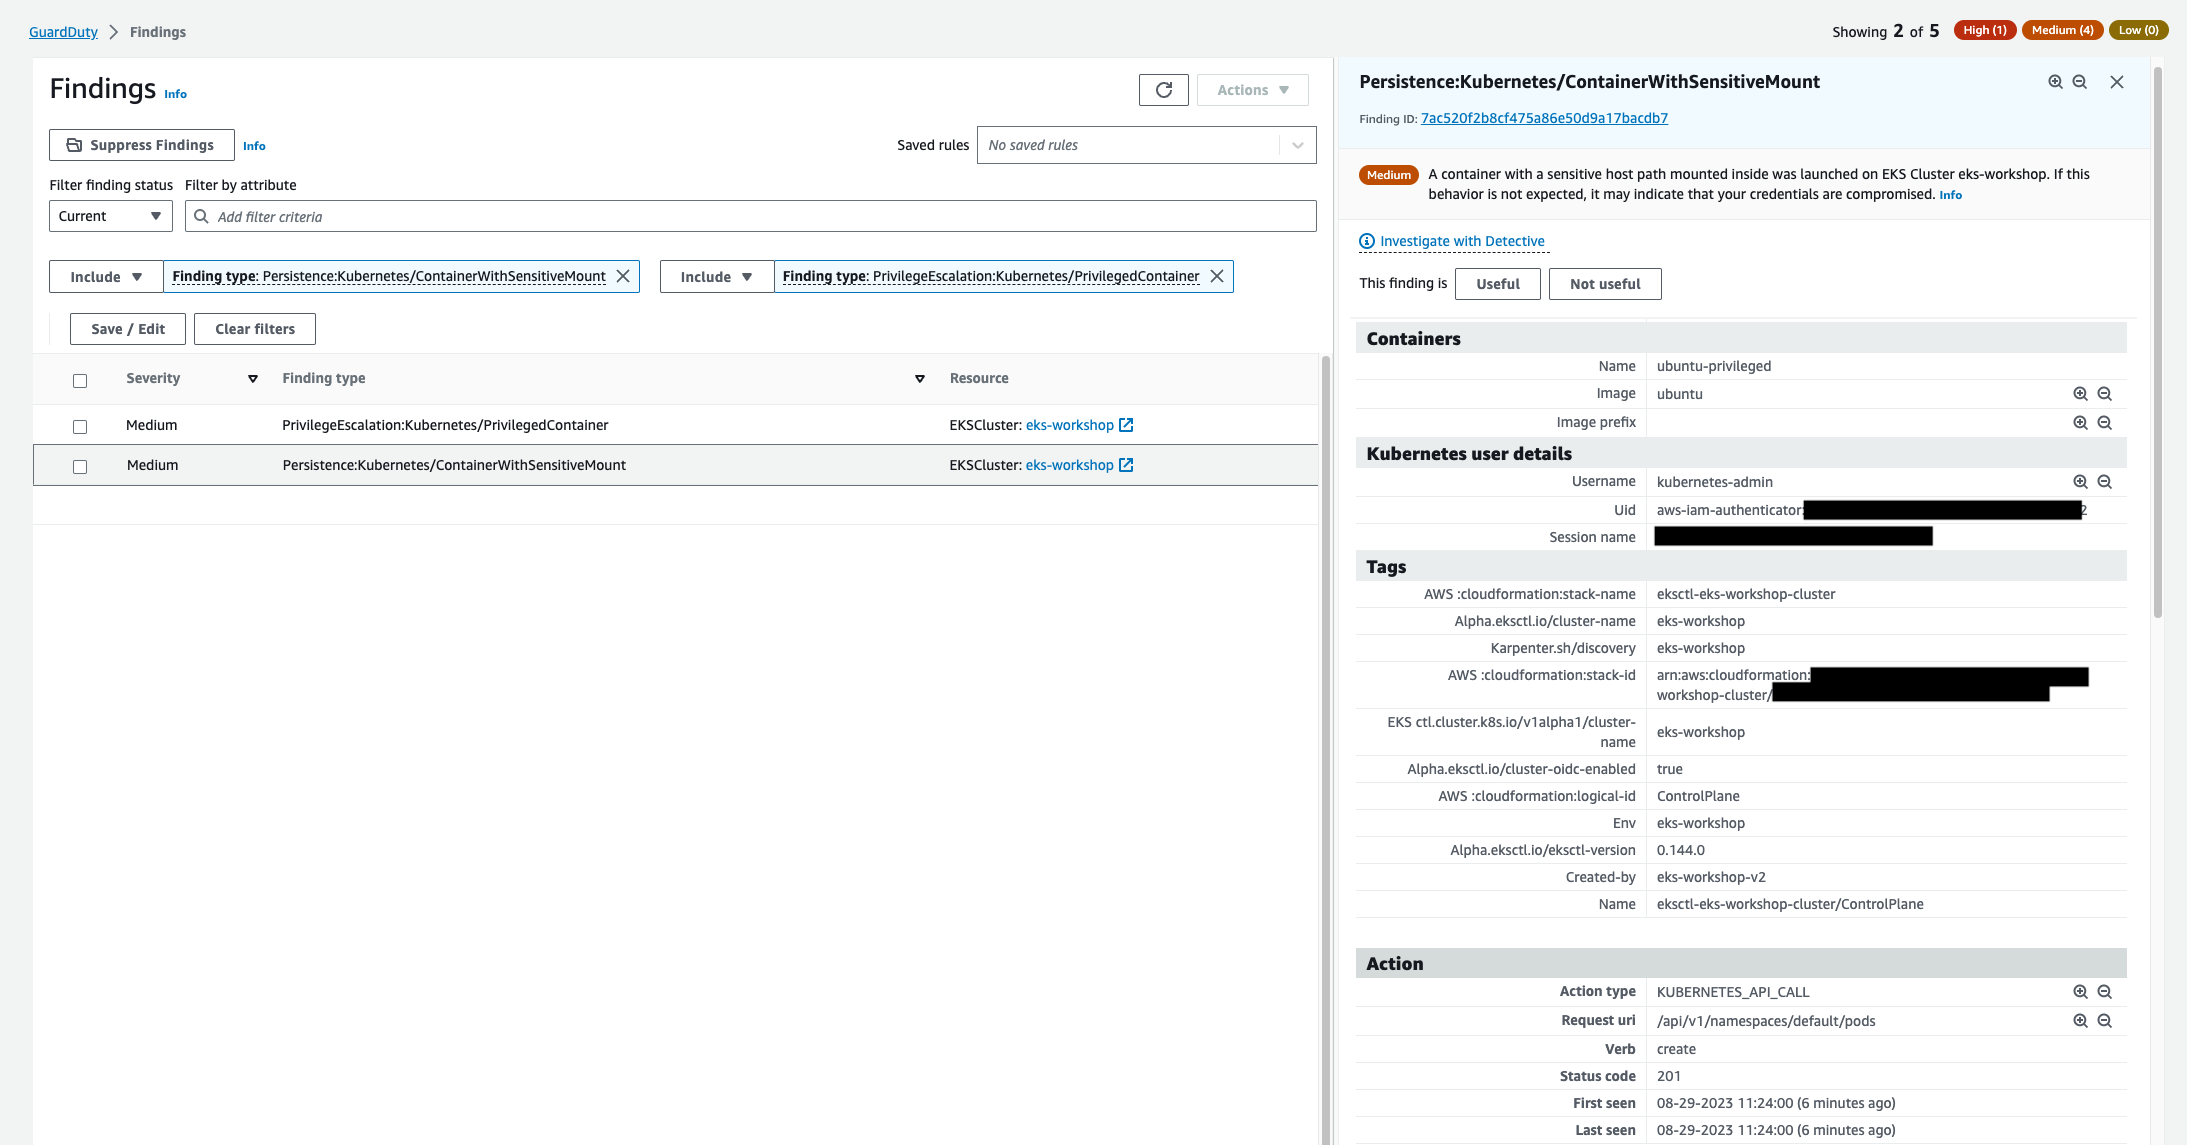 GuardDuty > Findings
Showing 2 of 5 High (1) Medium (4) Low (0)
Findings Info
Actions
Suppress Findings Info
Saved rules No saved rules
Filter finding status Filter by attribute
Current Add filter criteria
Include Finding type: Persistence:Kubernetes/ContainerWithSensitiveMount Include Finding type: PrivilegeEscalation:Kubernetes/PrivilegedContainer
Save / Edit Clear filters
Severity Finding type Resource
Medium PrivilegeEscalation:Kubernetes/PrivilegedContainer EKSCluster: eks-workshop
Medium Persistence:Kubernetes/ContainerWithSensitiveMount EKSCluster: eks-workshop
Persistence:Kubernetes/ContainerWithSensitiveMount
Finding ID: 7ac520f2b8cf475a86e50d9a17bacdb7
Medium A container with a sensitive host path mounted inside was launched on EKS Cluster eks-workshop. If this
behavior is not expected, it may indicate that your credentials are compromised. Info
Investigate with Detective
This finding is Useful Not useful
Containers
Name ubuntu-privileged
Image ubuntu
Image prefix
Kubernetes user details
Username kubernetes-admin
Uid aws-iam-authenticator: 2
Session name
Tags
AWS :cloudformation:stack-name eksctl-eks-workshop-cluster
Alpha.eksctl.io/cluster-name eks-workshop
Karpenter.sh/discovery eks-workshop
AWS :cloudformation:stack-id arn:aws:cloudformation:
workshop-cluster/
EKS ctl.cluster.k8s.io/v1alpha1/cluster-
name eks-workshop
Alpha.eksctl.io/cluster-oidc-enabled true
AWS :cloudformation:logical-id ControlPlane
Env eks-workshop
Alpha.eksctl.io/eksctl-version 0.144.0
Created-by eks-workshop-v2
Name eksctl-eks-workshop-cluster/ControlPlane
Action
Action type KUBERNETES_API_CALL
Request uri /api/v1/namespaces/default/pods
Verb create
Status code 201
First seen 08-29-2023 11:24:00 (6 minutes ago)
Last seen 08-29-2023 11:24:00 (6 minutes ago)